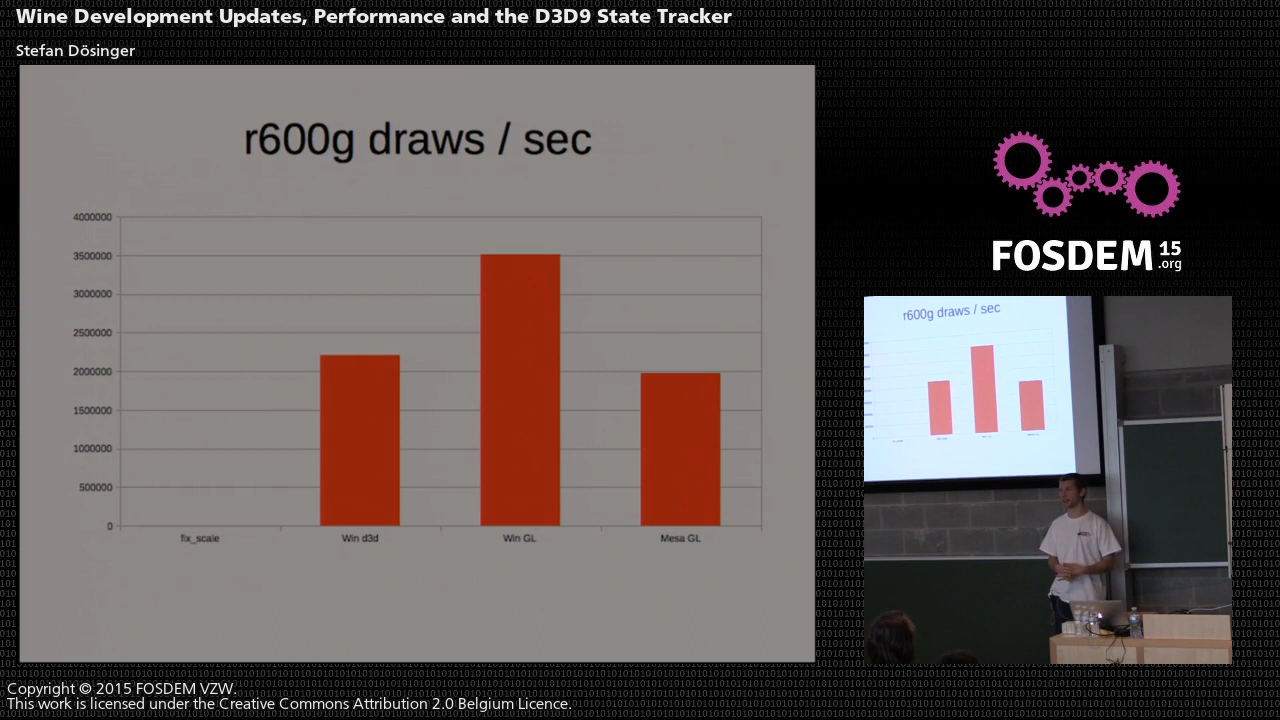 Wine Development Updates, Performance and the D3D9 State Tracker
Stefan Dösinger
r600g draws / sec
4000000
3500000
3000000
2500000
2000000
1500000
1000000
500000
0
fix_scale
Win d3d
Win GL
Mesa GL
FOSDEM 15
.org
r600g draws / sec
Copyright © 2015 FOSDEM VZW.
This work is licensed under the Creative Commons Attribution 2.0 Belgium Licence.